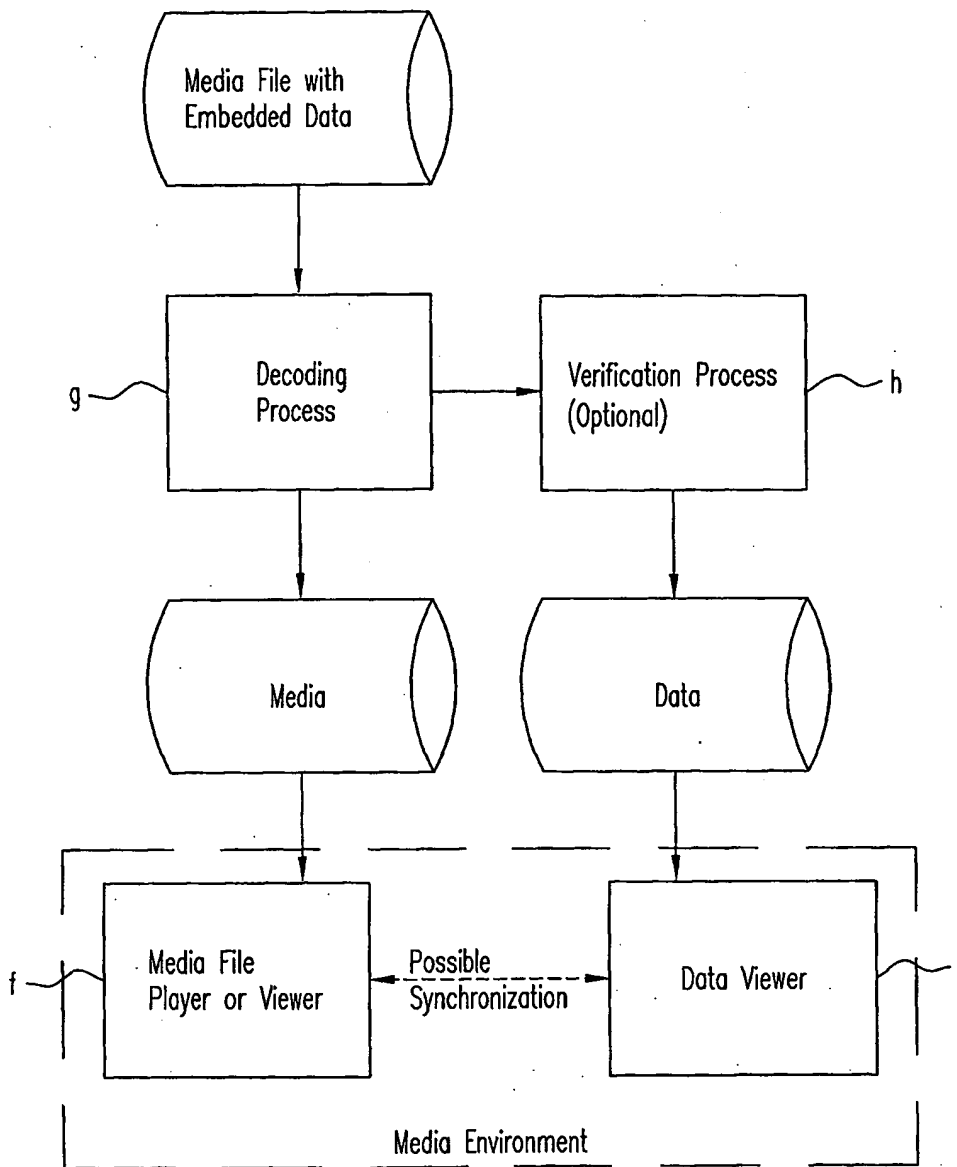 Media File with
Embedded Data
g
Decoding
Process
Verification Process
(Optional)
h
Media
Data
f
Media File
Player or Viewer
Possible
Synchronization
Data Viewer
Media Environment